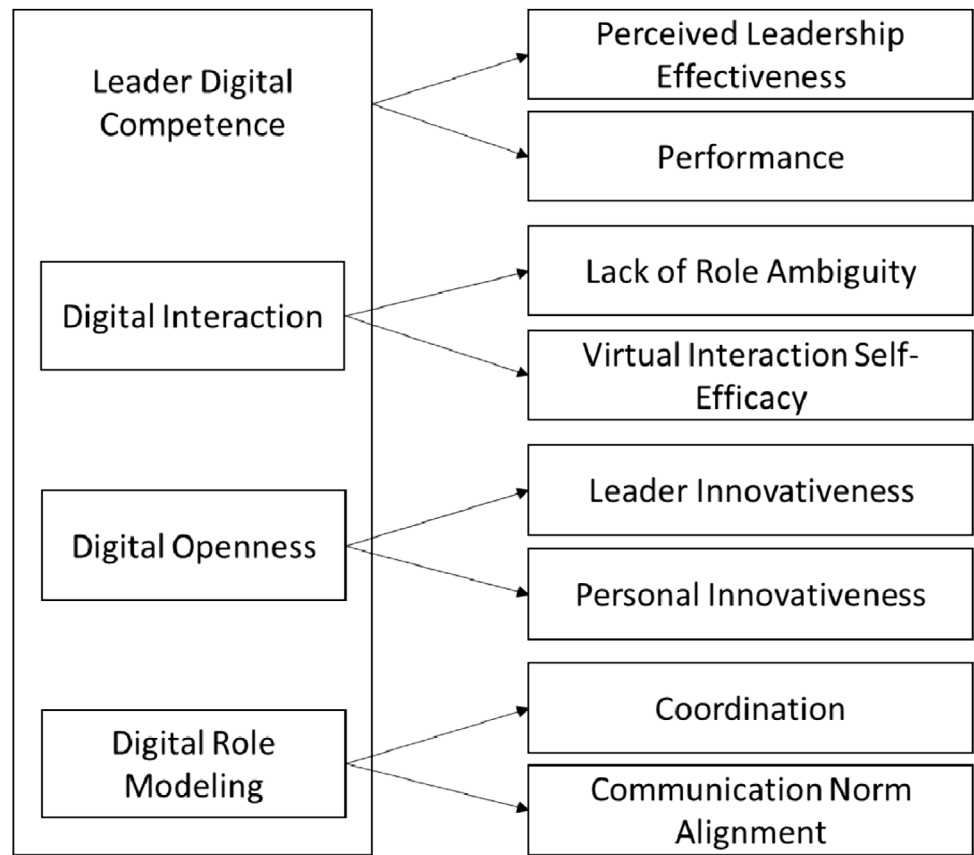 Leader Digital
Competence
Perceived Leadership
Effectiveness
Performance
Digital Interaction
Lack of Role Ambiguity
Virtual Interaction Self-
Efficacy
Digital Openness
Leader Innovativeness
Personal Innovativeness
Digital Role
Modeling
Coordination
Communication Norm
Alignment